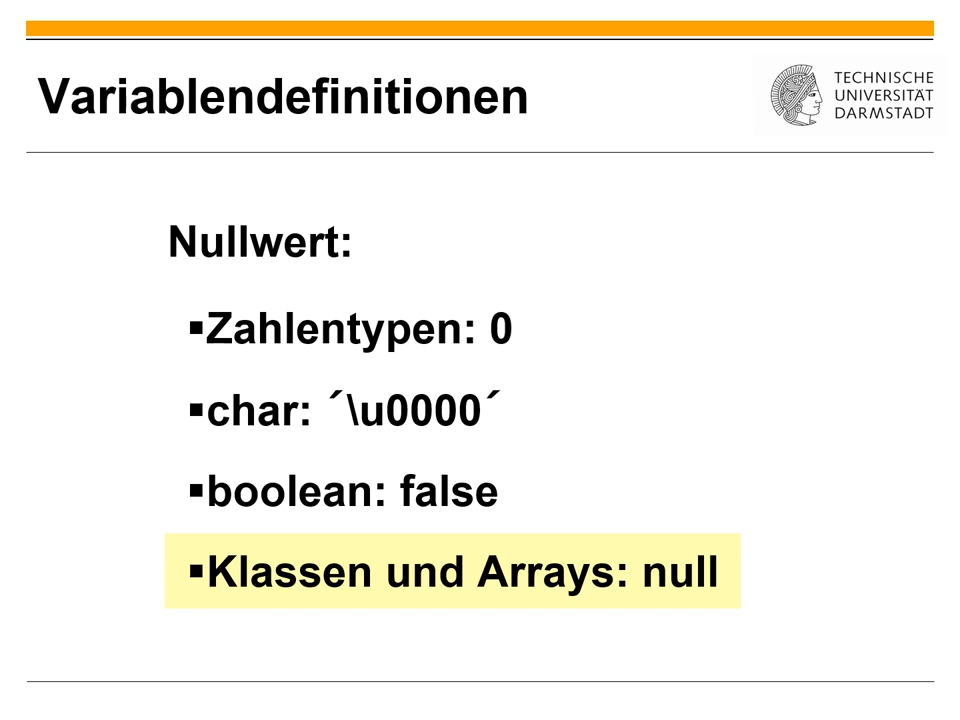 Variablendefinitionen
TECHNISCHE
UNIVERSITÄT
DARMSTADT
Nullwert:
▪Zahlentypen: 0
▪char: ´\u0000´
▪boolean: false
▪Klassen und Arrays: null